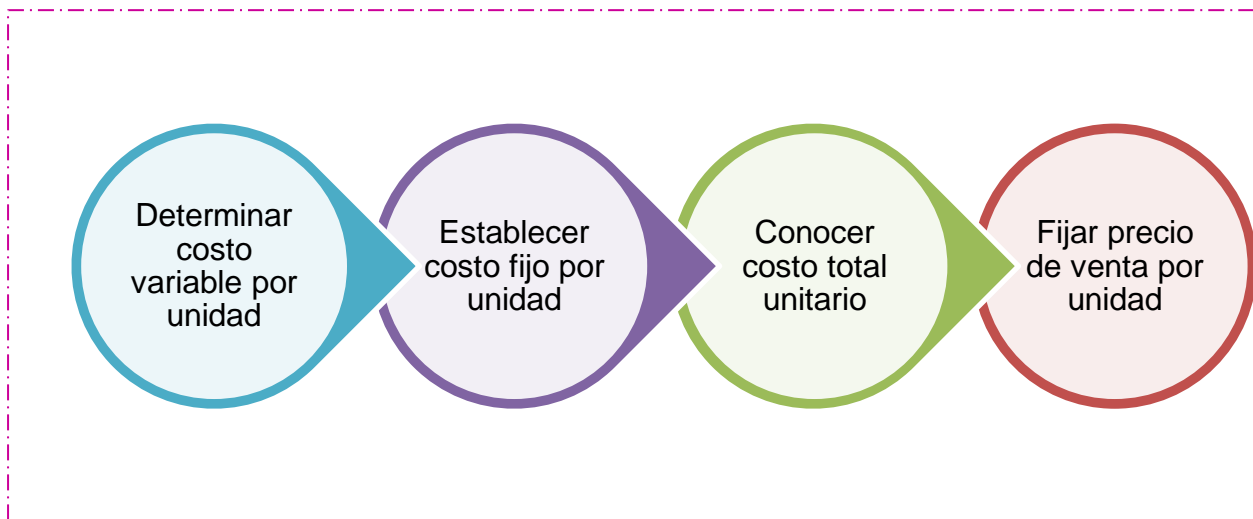 Determinar
costo
variable por
unidad
Establecer
costo fijo por
unidad
Conocer
costo total
unitario
Fijar precio
de venta por
unidad